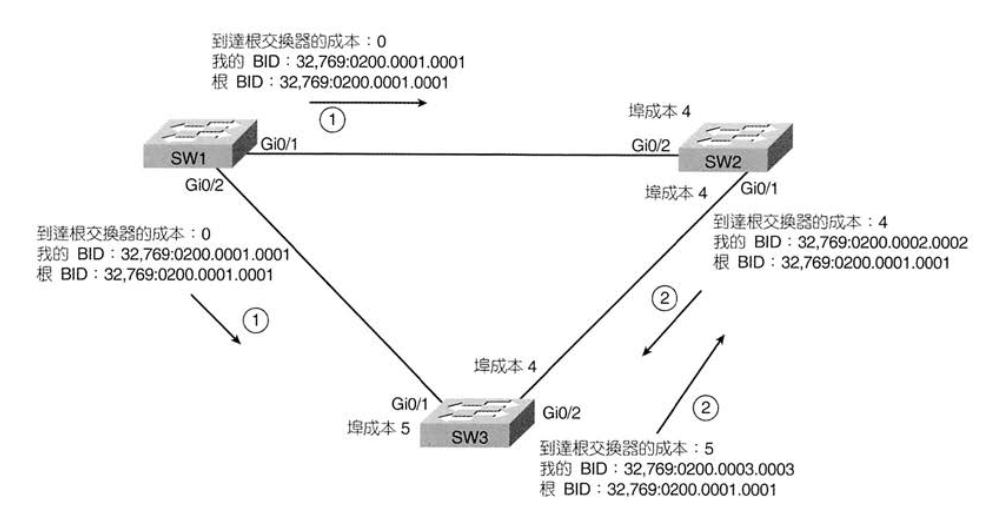 到達根交換器的成本：0
我的 BID：32,769:0200.0001.0001
根 BID：32,769:0200.0001.0001
①
埠成本 4
SW1
Gi0/1
Gi0/2
SW2
Gi0/2
埠成本 4
Gi0/1
到達根交換器的成本：0
我的 BID：32,769:0200.0001.0001
根 BID：32,769:0200.0001.0001
①
到達根交換器的成本：4
我的 BID：32,769:0200.0002.0002
根 BID：32,769:0200.0001.0001
②
埠成本 4
Gi0/1
Gi0/2
②
埠成本 5
SW3
到達根交換器的成本：5
我的 BID：32,769:0200.0003.0003
根 BID：32,769:0200.0001.0001